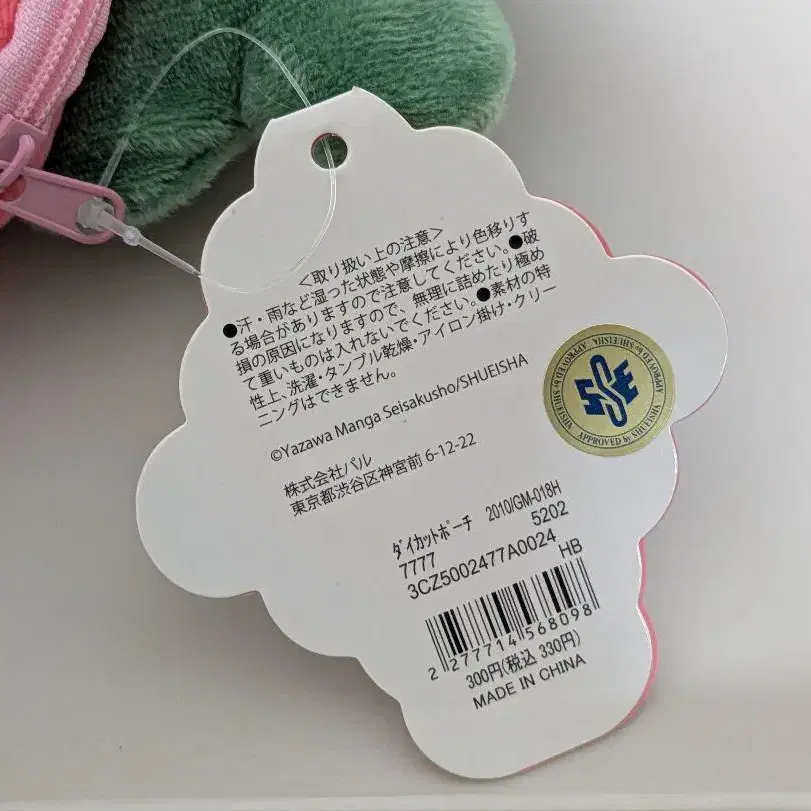 <取り扱い上の注意>
●汗・雨など湿った状態や摩擦により色移りす
る場合がありますので注意してください。●破
損の原因になりますので、無理に詰めたり極め
て重いものは入れないでください。●素材の特
性上、洗濯・タンブル乾燥・アイロン掛け・クリー
ニングはできません。
©Yazawa Manga Seisakusho/SHUEISHA
株式会社パル
東京都渋谷区神宮前 6-12-22
APPROVED by SHUEISHA
APPROVED by SHUEISHA
APPROVED by SHUEISHA
ダイカットポーチ 2010/GM-018H
7777 5202
3CZ5002477A0024 HB
2 277714 568098
300円(税込 330円)
MADE IN CHINA